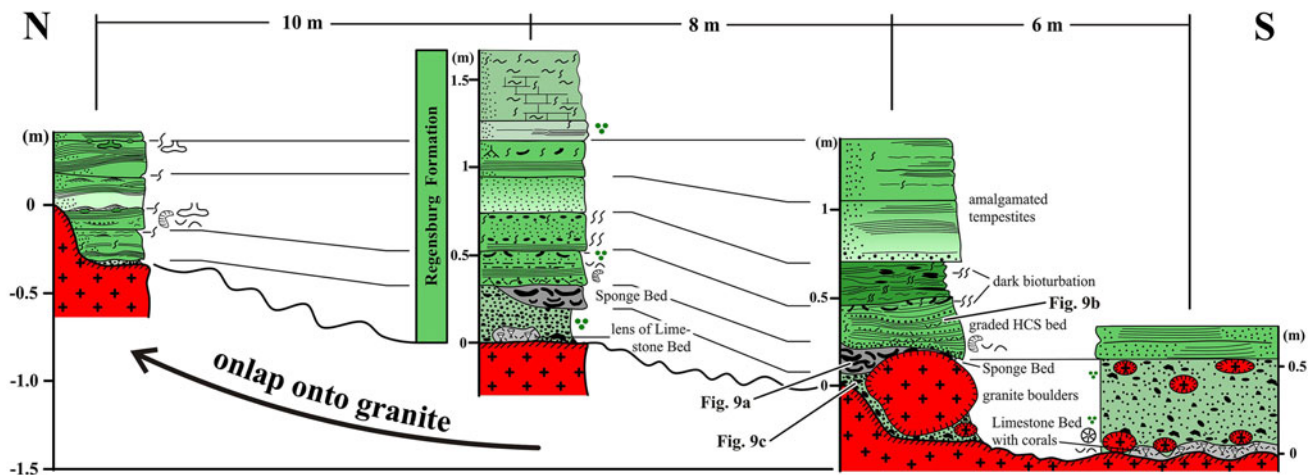 N
10 m
8 m
6 m
S
(m)
0
-0.5
-1.0
-1.5
Regensburg Formation
(m)
1.5
1
0.5
0
Sponge Bed
lens of Lime-
stone Bed
(m)
1
0.5
0
amalgamated
tempestites
dark bioturbation
Fig. 9b
graded HCS bed
Sponge Bed
granite boulders
Limestone Bed
with corals
Fig. 9a
Fig. 9c
(m)
0.5
0
onlap onto granite